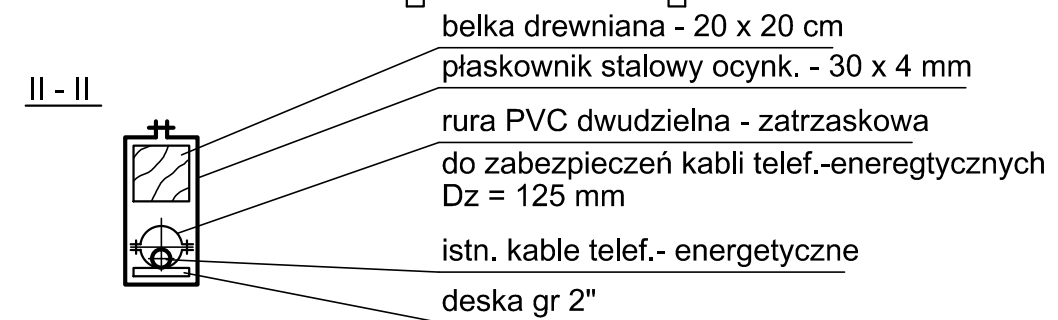 belka drewniana - 20 x 20 cm
płaskownik stalowy ocynk. - 30 x 4 mm
II - II
rura PVC dwudzielna - zatrzaskowa
do zabezpieczeń kabli telef.-eneregtycznych
Dz = 125 mm
istn. kable telef.- energetyczne
deska gr 2"